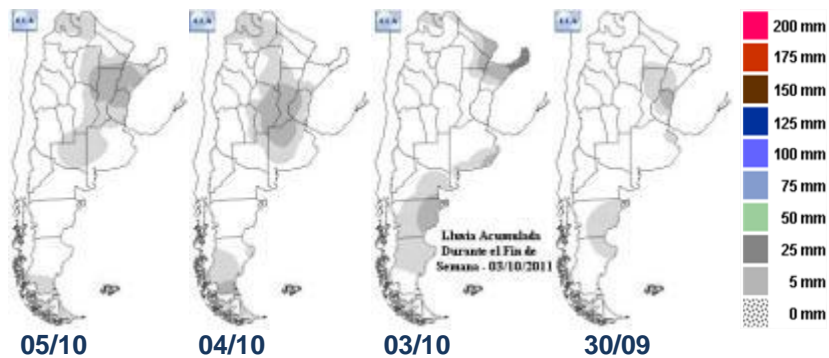 Lluvia Acumulada
Durante el Fin de
Semana - 03/10/2011
05/10
04/10
03/10
30/09
200 mm
175 mm
150 mm
125 mm
100 mm
75 mm
50 mm
25 mm
5 mm
0 mm